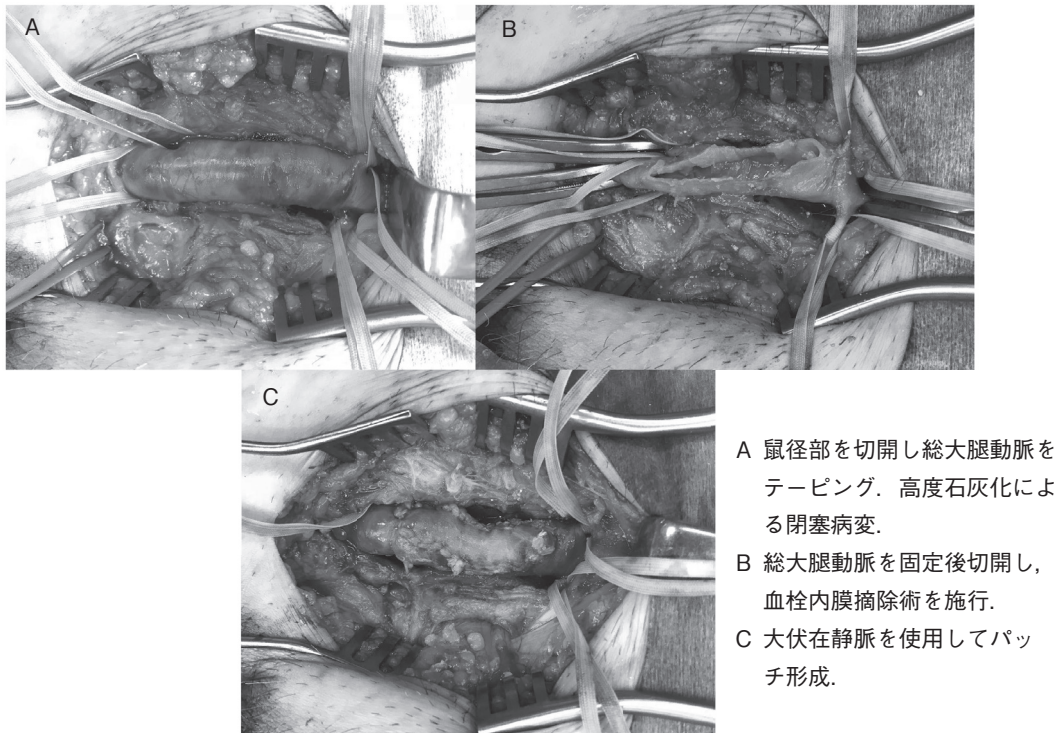 A
B
C
A 鼠径部を切開し総大腿動脈を
テーピング．高度石灰化によ
る閉塞病変．
B 総大腿動脈を固定後切開し，
血栓内膜摘除術を施行．
C 大伏在静脈を使用してパッ
チ形成．